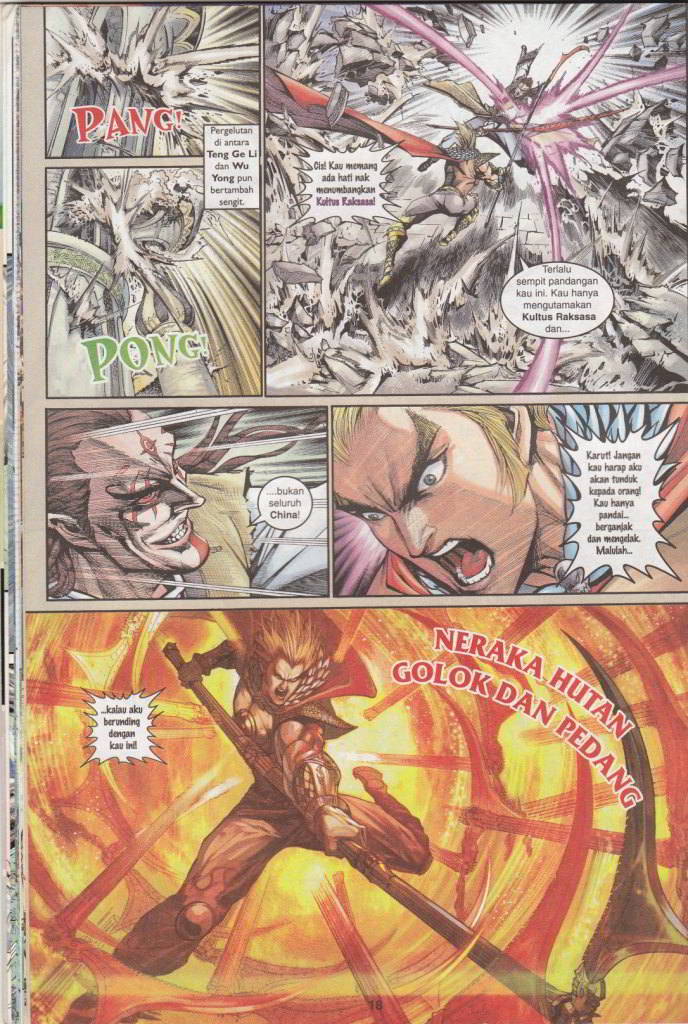 PANG!
Pergelutan
di antara
Teng Ge Li
dan Wu
Yong pun
bertambah
sengit.
PONG!
Cis! Kau memang
ada hati nak
menumbangkan
Kultus Raksasa!
Terlalu
sempit pandangan
kau ini. Kau hanya
mengutamakan
Kultus Raksasa
dan...
....bukan
seluruh
China!
Karut! Jangan
kau harap aku
akan tunduk
kepada orang!
Kau hanya
pandai...
berganjak
dan mengelak.
Malulah...
NERAKA HUTAN
GOLOK DAN PEDANG
...kalau aku
berunding
dengan
kau ini!
18